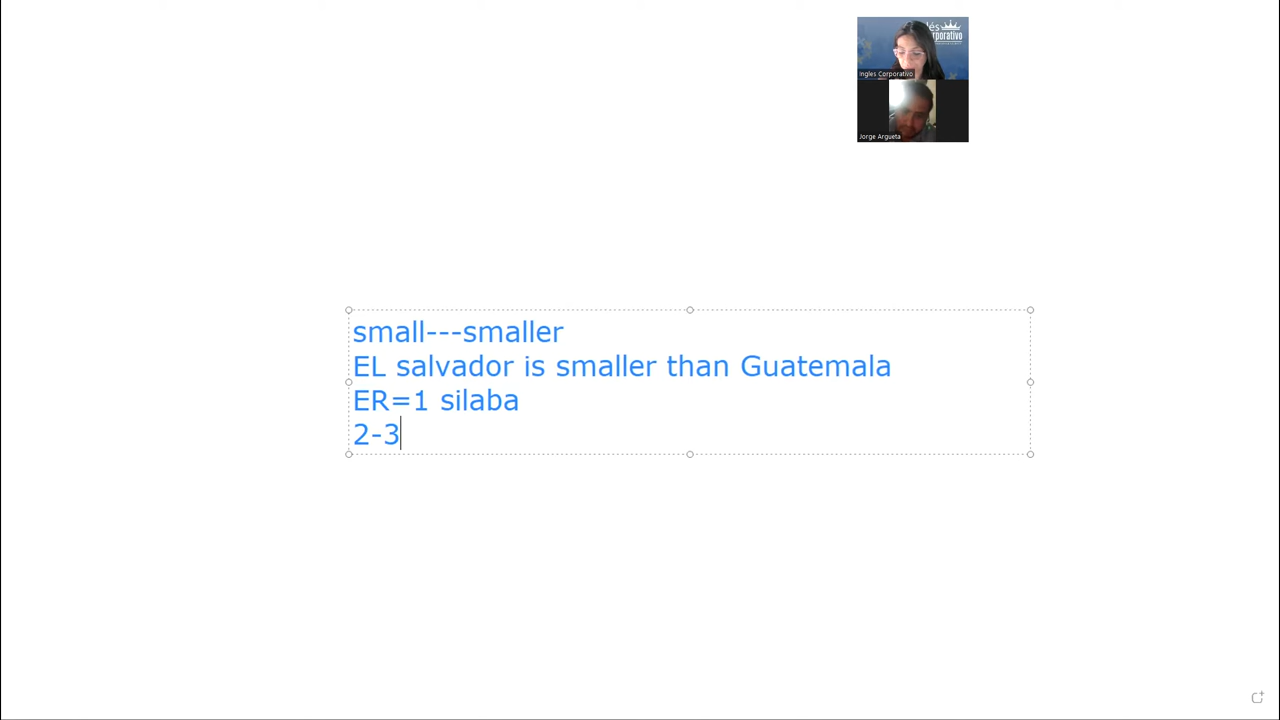 Ingles Corporativo
Jorge Argueta
small---smaller
EL salvador is smaller than Guatemala
ER=1 silaba
2-3